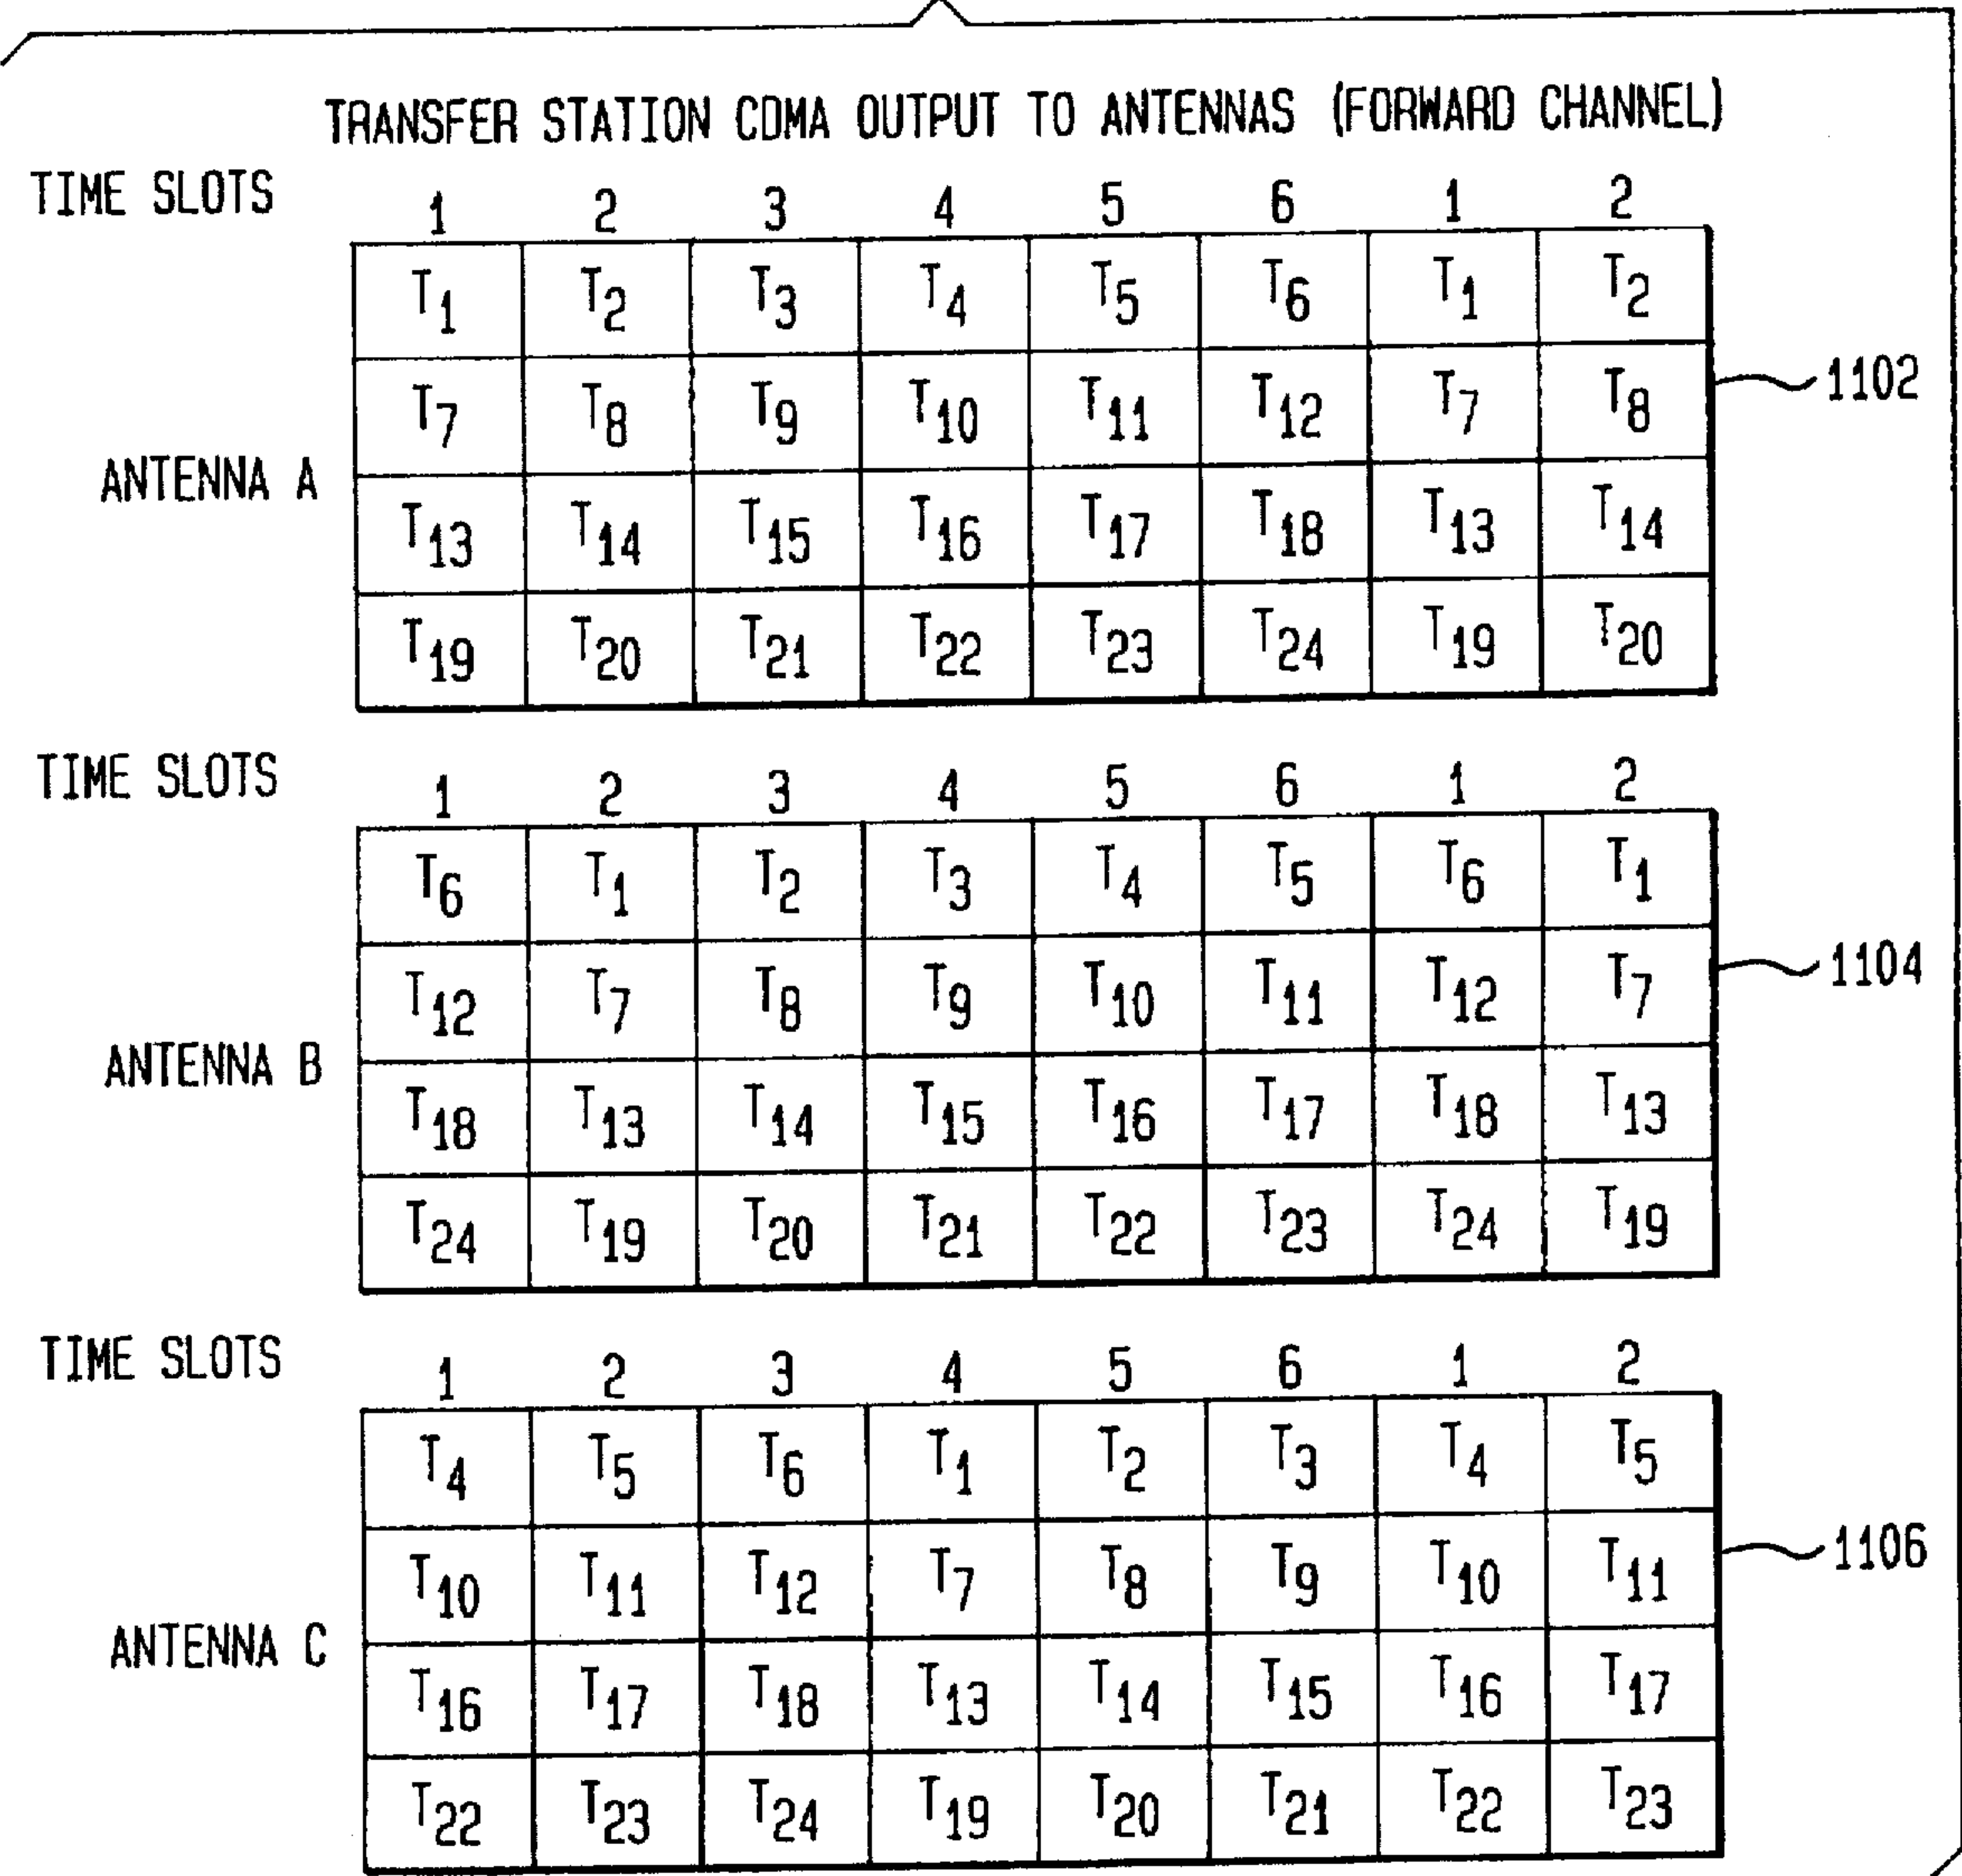 TRANSFER STATION CDMA OUTPUT TO ANTENNAS (FORWARD CHANNEL)
TIME SLOTS 1 2 3 4 5 6 1 2
T1 T2 T3 T4 T5 T6 T1 T2
T7 T8 T9 T10 T11 T12 T7 T8 1102
ANTENNA A
T13 T14 T15 T16 T17 T18 T13 T14
T19 T20 T21 T22 T23 T24 T19 T20
TIME SLOTS 1 2 3 4 5 6 1 2
T6 T1 T2 T3 T4 T5 T6 T1
T12 T7 T8 T9 T10 T11 T12 T7 1104
ANTENNA B
T18 T13 T14 T15 T16 T17 T18 T13
T24 T19 T20 T21 T22 T23 T24 T19
TIME SLOTS 1 2 3 4 5 6 1 2
T4 T5 T6 T1 T2 T3 T4 T5
T10 T11 T12 T7 T8 T9 T10 T11 1106
ANTENNA C
T16 T17 T18 T13 T14 T15 T16 T17
T22 T23 T24 T19 T20 T21 T22 T23